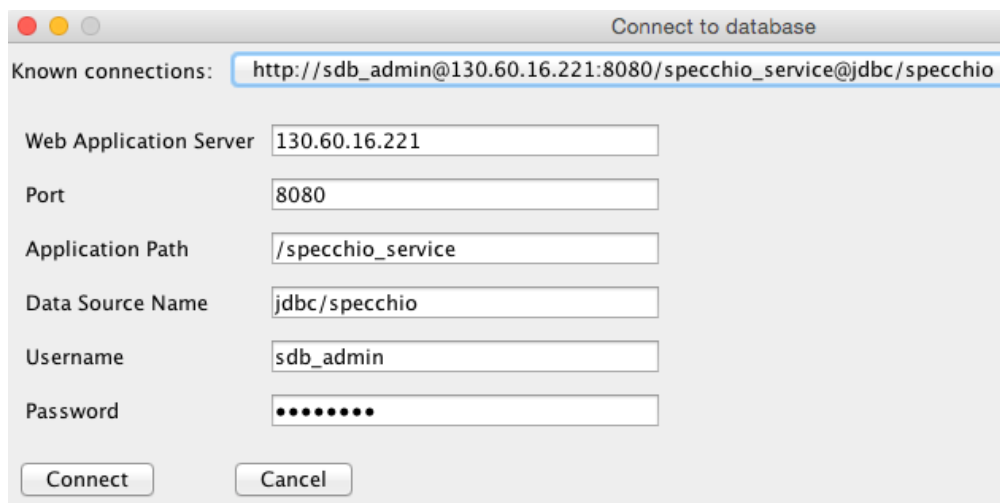 Connect to database
Known connections: http://sdb_admin@130.60.16.221:8080/specchio_service@jdbc/specchio
Web Application Server 130.60.16.221
Port 8080
Application Path /specchio_service
Data Source Name jdbc/specchio
Username sdb_admin
Password ••••••••
Connect Cancel